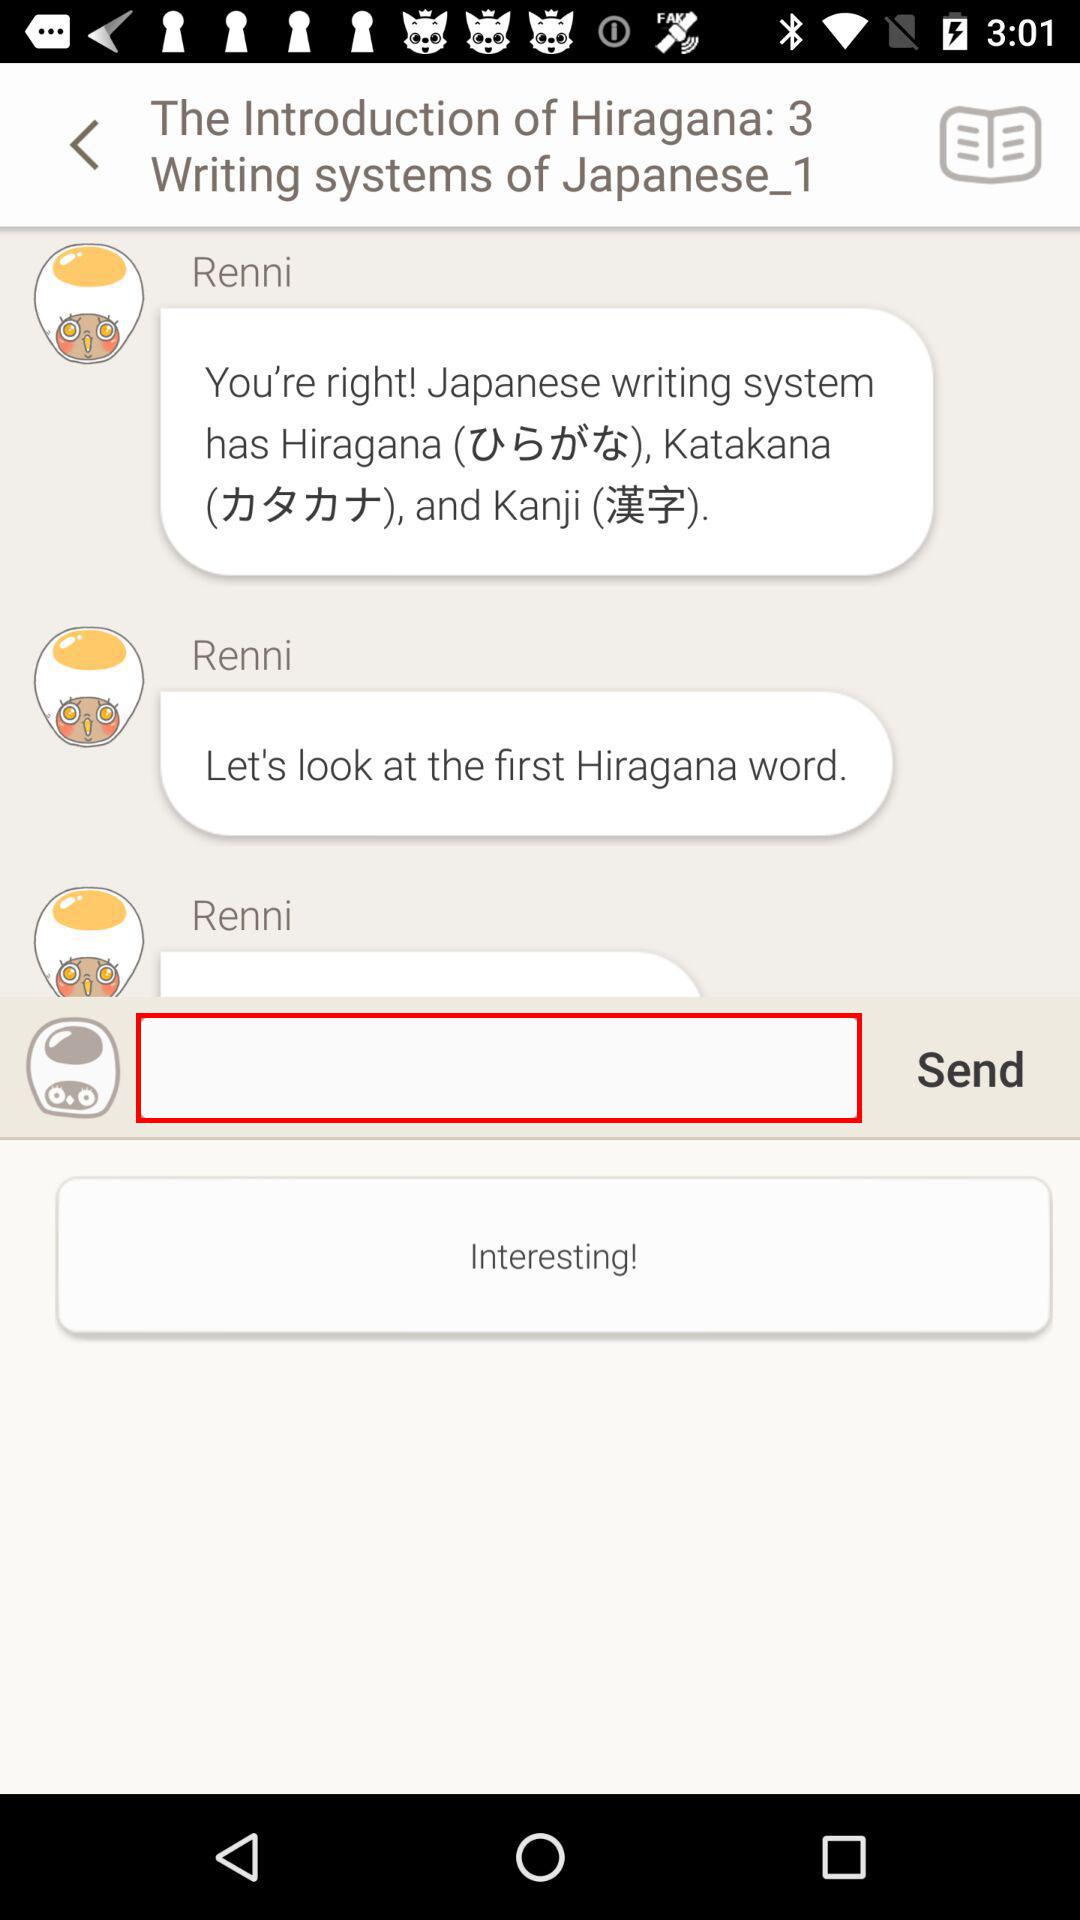 FAKE
3:01
The Introduction of Hiragana: 3
Writing systems of Japanese_1
Renni
You’re right! Japanese writing system
has Hiragana (ひらがな), Katakana
(カタカナ), and Kanji (漢字).
Renni
Let's look at the first Hiragana word.
Renni
Send
Interesting!